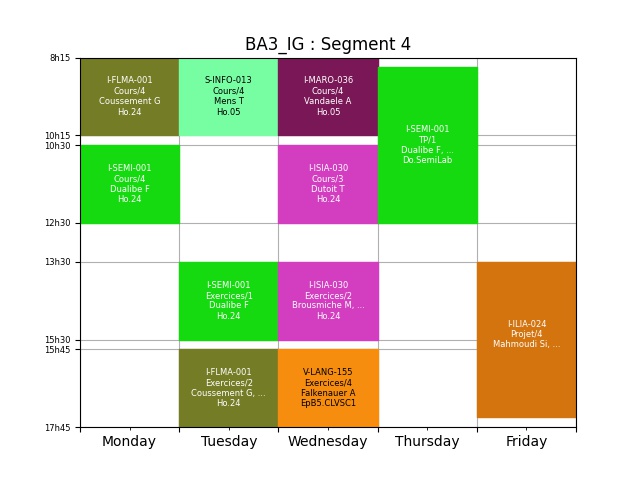 BA3_IG : Segment 4
8h15
10h15
10h30
12h30
13h30
15h30
15h45
17h45
I-FLMA-001
Cours/4
Coussement G
Ho.24
I-SEMI-001
Cours/4
Dualibe F
Ho.24
S-INFO-013
Cours/4
Mens T
Ho.05
I-SEMI-001
Exercices/1
Dualibe F
Ho.24
I-FLMA-001
Exercices/2
Coussement G, ...
Ho.24
I-MARO-036
Cours/4
Vandaele A
Ho.05
I-ISIA-030
Cours/3
Dutoit T
Ho.24
I-ISIA-030
Exercices/2
Brousmiche M, ...
Ho.24
V-LANG-155
Exercices/4
Falkenauer A
EpB5.CLVSC1
I-SEMI-001
TP/1
Dualibe F, ...
Do.SemiLab
I-ILIA-024
Projet/4
Mahmoudi Si, ...
Monday
Tuesday
Wednesday
Thursday
Friday